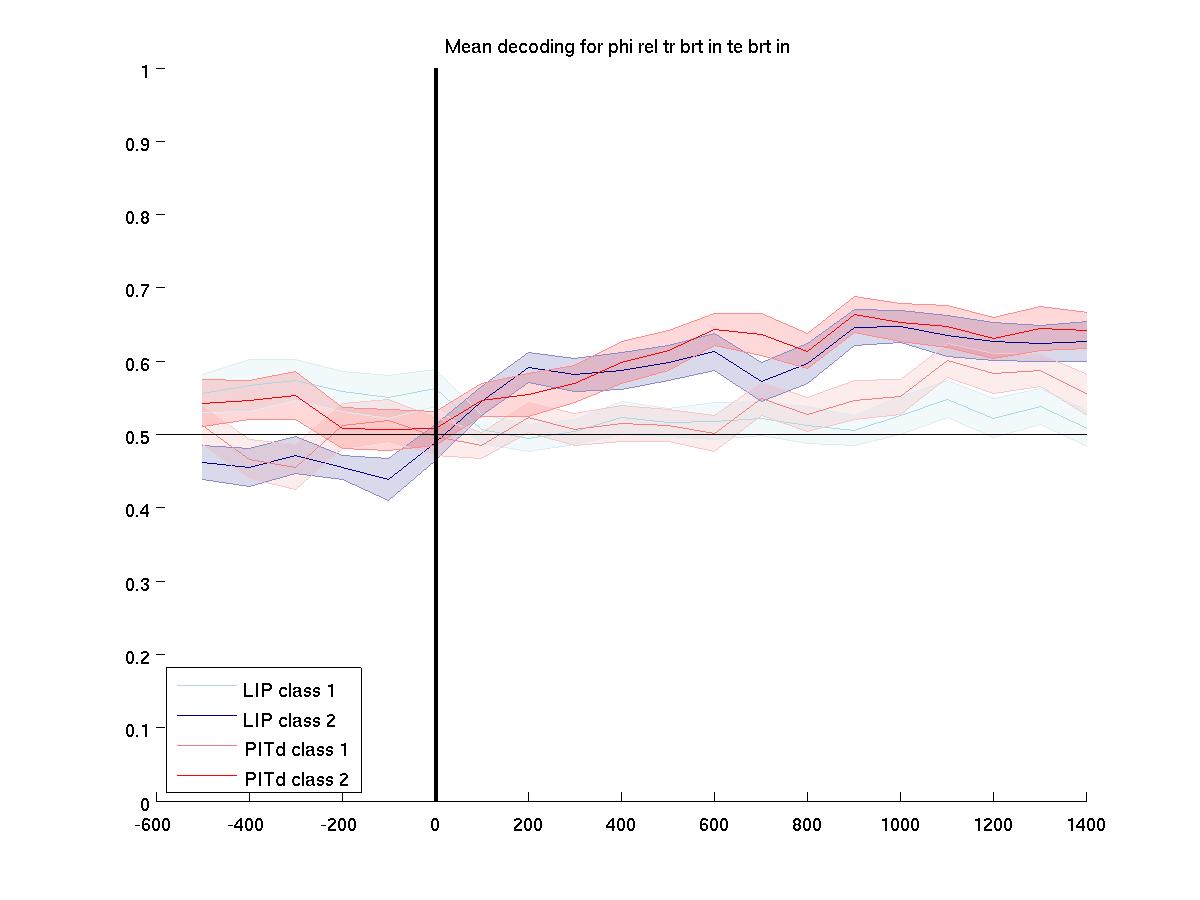 Mean decoding for phi rel tr brt in te brt in
1
0.9
0.8
0.7
0.6
0.5
0.4
0.3
0.2
0.1
0
LIP class 1
LIP class 2
PITd class 1
PITd class 2
-600 -400 -200 0 200 400 600 800 1000 1200 1400